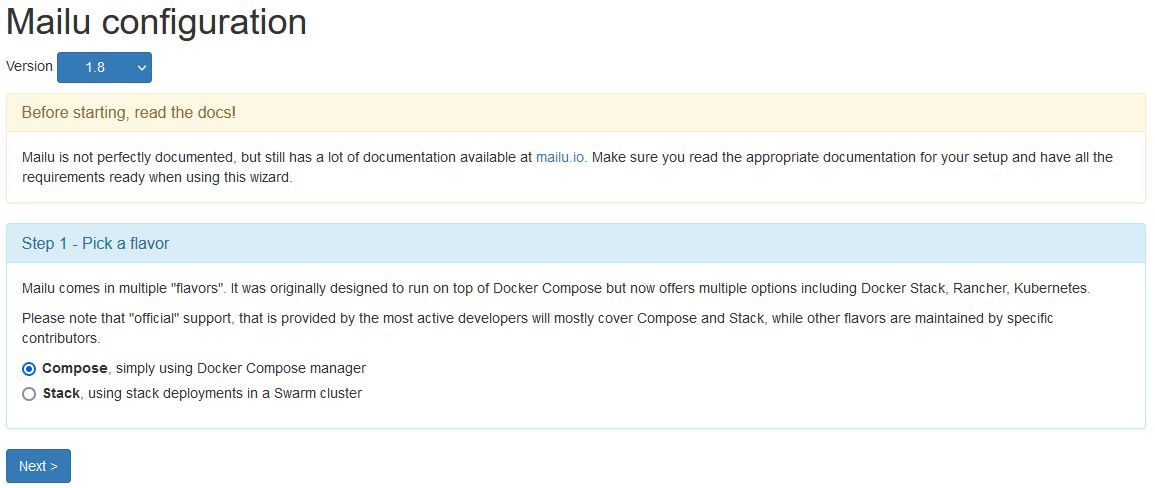 Mailu configuration
Version 1.8
Before starting, read the docs!
Mailu is not perfectly documented, but still has a lot of documentation available at mailu.io. Make sure you read the appropriate documentation for your setup and have all the
requirements ready when using this wizard.
Step 1 - Pick a flavor
Mailu comes in multiple "flavors". It was originally designed to run on top of Docker Compose but now offers multiple options including Docker Stack, Rancher, Kubernetes.
Please note that "official" support, that is provided by the most active developers will mostly cover Compose and Stack, while other flavors are maintained by specific
contributors.
Compose, simply using Docker Compose manager
Stack, using stack deployments in a Swarm cluster
Next >